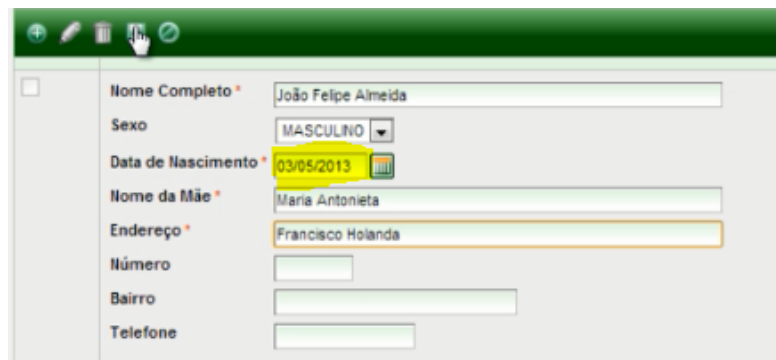 Nome Completo * João Felipe Almeida
Sexo MASCULINO
Data de Nascimento * 03/05/2013
Nome da Mãe * Maria Antonieta
Endereço * Francisco Holanda
Número
Bairro
Telefone